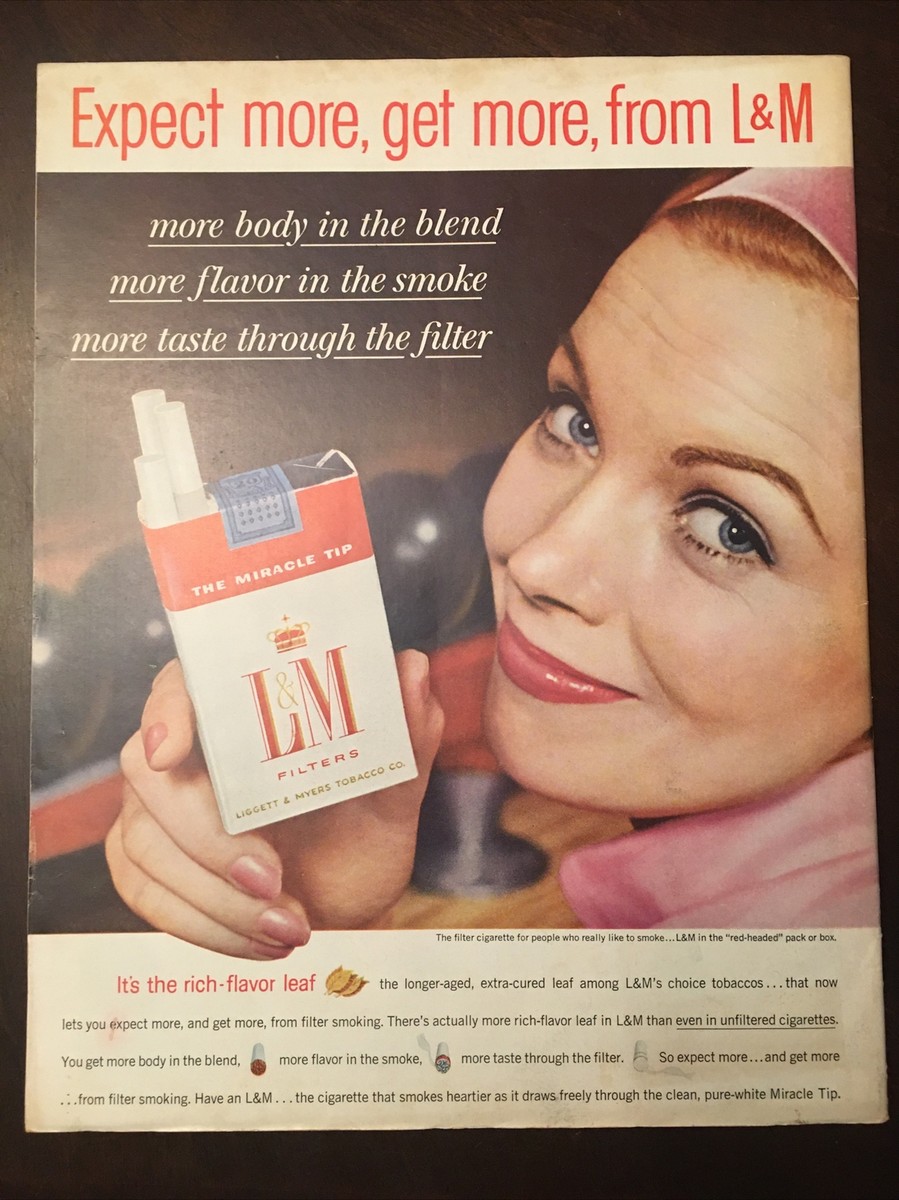 Expect more, get more, from L&M
more body in the blend
more flavor in the smoke
more taste through the filter
THE MIRACLE TIP
L&M
FILTERS
LIGGETT & MYERS TOBACCO CO.
The filter cigarette for people who really like to smoke...L&M in the "red-headed" pack or box.
It's the rich-flavor leaf the longer-aged, extra-cured leaf among L&M's choice tobaccos...that now
lets you expect more, and get more, from filter smoking. There's actually more rich-flavor leaf in L&M than even in unfiltered cigarettes.
You get more body in the blend, more flavor in the smoke, more taste through the filter. So expect more...and get more
...from filter smoking. Have an L&M...the cigarette that smokes heartier as it draws freely through the clean, pure-white Miracle Tip.